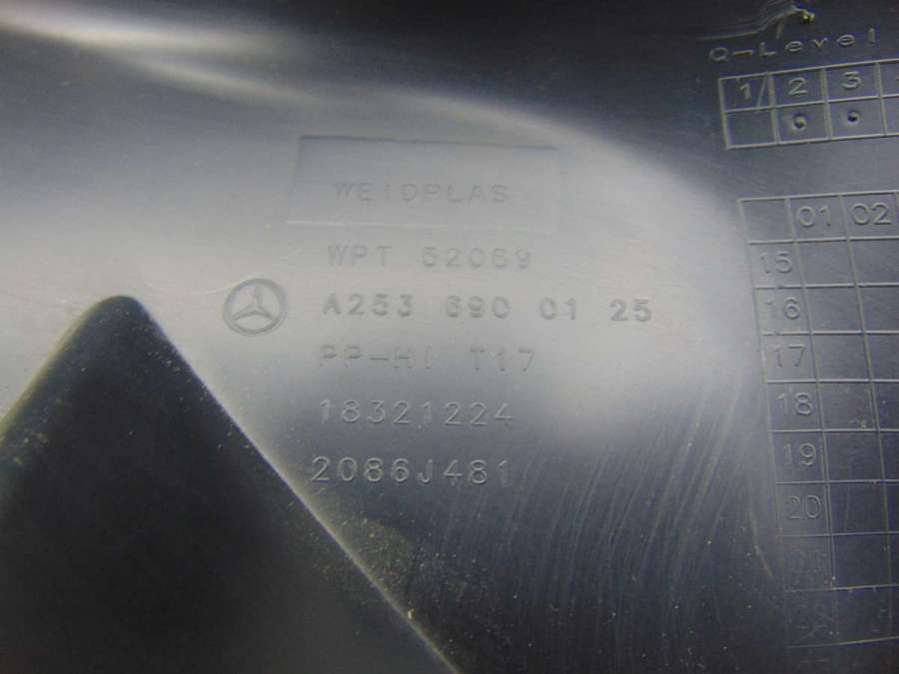 Q-Level
1 2 3
WEIDPLAS
WPT 52069
A253 690 01 25
PP-HI T17
18321224
2086J481
01 02
15
16
17
18
19
20